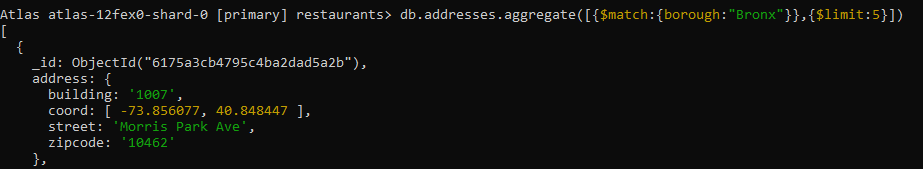 Atlas atlas-12fex0-shard-0 [primary] restaurants> db.addresses.aggregate([{$match:{borough:"Bronx"}},{$limit:5}])
[
  {
    _id: ObjectId("6175a3cb4795c4ba2dad5a2b"),
    address: {
      building: '1007',
      coord: [ -73.856077, 40.848447 ],
      street: 'Morris Park Ave',
      zipcode: '10462'
    },